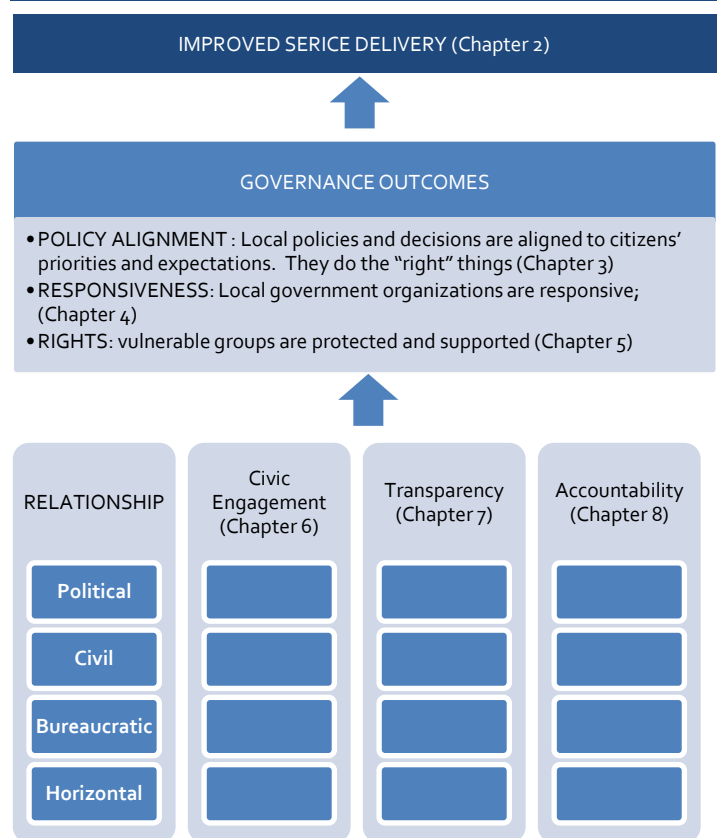 IMPROVED SERICE DELIVERY (Chapter 2)
GOVERNANCE OUTCOMES
•POLICY ALIGNMENT : Local policies and decisions are aligned to citizens’
priorities and expectations. They do the “right” things (Chapter 3)
•RESPONSIVENESS: Local government organizations are responsive;
(Chapter 4)
•RIGHTS: vulnerable groups are protected and supported (Chapter 5)
RELATIONSHIP
Civic
Engagement
(Chapter 6)
Transparency
(Chapter 7)
Accountability
(Chapter 8)
Political
Civil
Bureaucratic
Horizontal